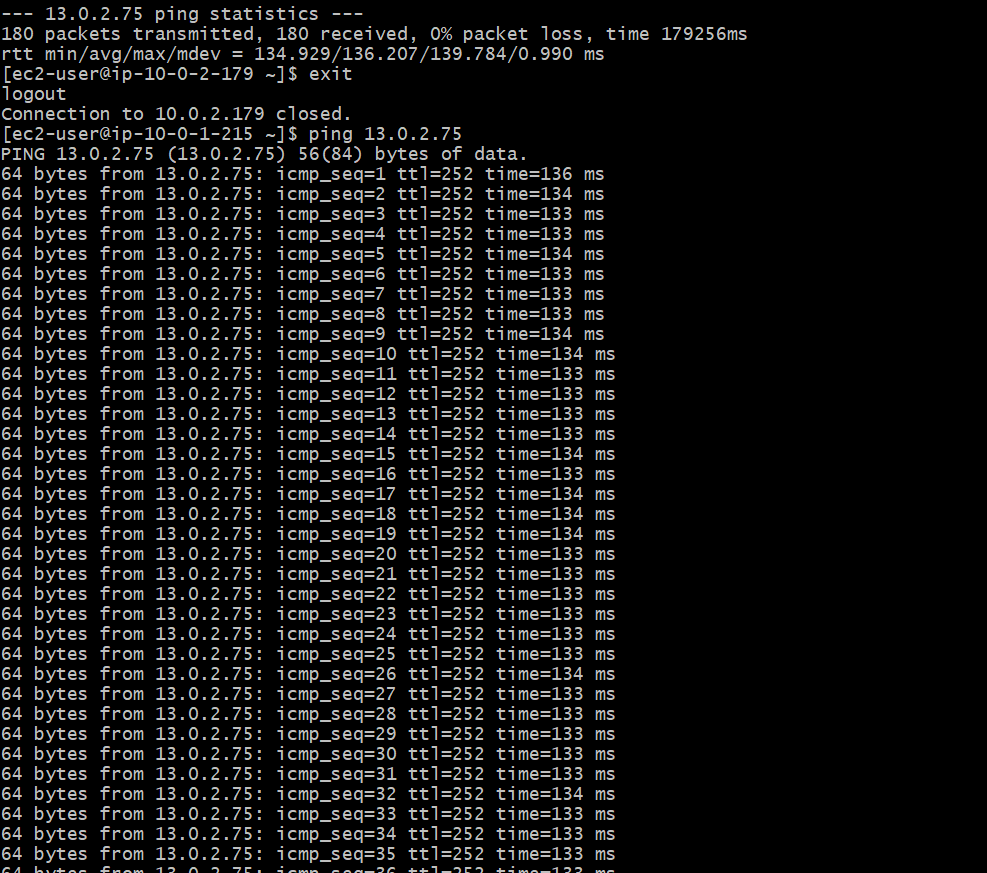 --- 13.0.2.75 ping statistics ---
180 packets transmitted, 180 received, 0% packet loss, time 179256ms
rtt min/avg/max/mdev = 134.929/136.207/139.784/0.990 ms
[ec2-user@ip-10-0-2-179 ~]$ exit
logout
Connection to 10.0.2.179 closed.
[ec2-user@ip-10-0-1-215 ~]$ ping 13.0.2.75
PING 13.0.2.75 (13.0.2.75) 56(84) bytes of data.
64 bytes from 13.0.2.75: icmp_seq=1 ttl=252 time=136 ms
64 bytes from 13.0.2.75: icmp_seq=2 ttl=252 time=134 ms
64 bytes from 13.0.2.75: icmp_seq=3 ttl=252 time=133 ms
64 bytes from 13.0.2.75: icmp_seq=4 ttl=252 time=133 ms
64 bytes from 13.0.2.75: icmp_seq=5 ttl=252 time=134 ms
64 bytes from 13.0.2.75: icmp_seq=6 ttl=252 time=133 ms
64 bytes from 13.0.2.75: icmp_seq=7 ttl=252 time=133 ms
64 bytes from 13.0.2.75: icmp_seq=8 ttl=252 time=133 ms
64 bytes from 13.0.2.75: icmp_seq=9 ttl=252 time=134 ms
64 bytes from 13.0.2.75: icmp_seq=10 ttl=252 time=134 ms
64 bytes from 13.0.2.75: icmp_seq=11 ttl=252 time=133 ms
64 bytes from 13.0.2.75: icmp_seq=12 ttl=252 time=133 ms
64 bytes from 13.0.2.75: icmp_seq=13 ttl=252 time=133 ms
64 bytes from 13.0.2.75: icmp_seq=14 ttl=252 time=133 ms
64 bytes from 13.0.2.75: icmp_seq=15 ttl=252 time=134 ms
64 bytes from 13.0.2.75: icmp_seq=16 ttl=252 time=133 ms
64 bytes from 13.0.2.75: icmp_seq=17 ttl=252 time=134 ms
64 bytes from 13.0.2.75: icmp_seq=18 ttl=252 time=134 ms
64 bytes from 13.0.2.75: icmp_seq=19 ttl=252 time=134 ms
64 bytes from 13.0.2.75: icmp_seq=20 ttl=252 time=133 ms
64 bytes from 13.0.2.75: icmp_seq=21 ttl=252 time=133 ms
64 bytes from 13.0.2.75: icmp_seq=22 ttl=252 time=133 ms
64 bytes from 13.0.2.75: icmp_seq=23 ttl=252 time=133 ms
64 bytes from 13.0.2.75: icmp_seq=24 ttl=252 time=133 ms
64 bytes from 13.0.2.75: icmp_seq=25 ttl=252 time=133 ms
64 bytes from 13.0.2.75: icmp_seq=26 ttl=252 time=134 ms
64 bytes from 13.0.2.75: icmp_seq=27 ttl=252 time=133 ms
64 bytes from 13.0.2.75: icmp_seq=28 ttl=252 time=133 ms
64 bytes from 13.0.2.75: icmp_seq=29 ttl=252 time=133 ms
64 bytes from 13.0.2.75: icmp_seq=30 ttl=252 time=133 ms
64 bytes from 13.0.2.75: icmp_seq=31 ttl=252 time=133 ms
64 bytes from 13.0.2.75: icmp_seq=32 ttl=252 time=134 ms
64 bytes from 13.0.2.75: icmp_seq=33 ttl=252 time=133 ms
64 bytes from 13.0.2.75: icmp_seq=34 ttl=252 time=133 ms
64 bytes from 13.0.2.75: icmp_seq=35 ttl=252 time=133 ms